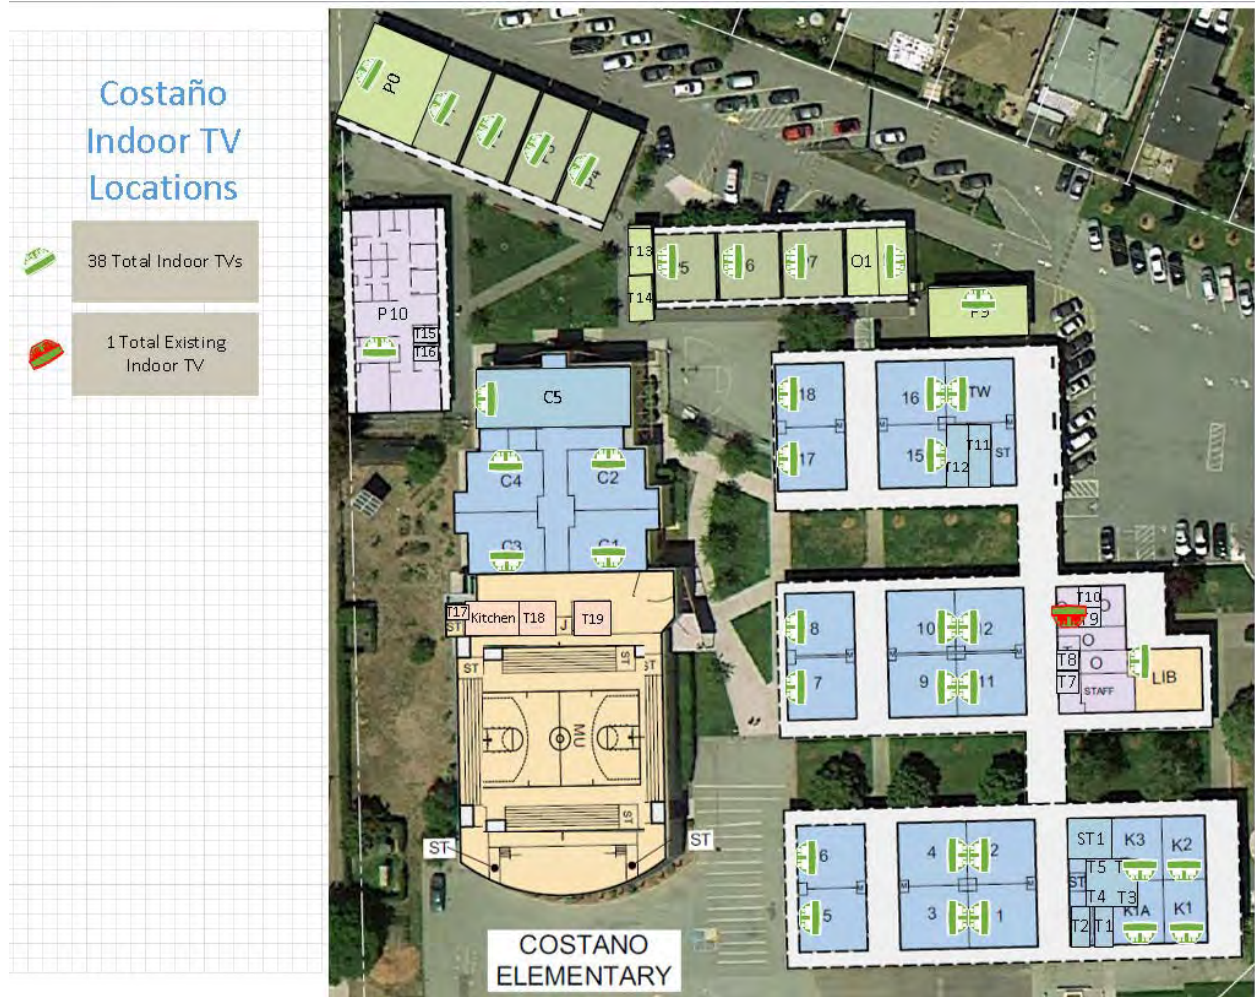 Costaño
Indoor TV
Locations
38 Total Indoor TVs
1 Total Existing
Indoor TV
P0
T13
T14
5
6
7
O1
P10
T15
T16
C5
18
16
TW
17
15
T11
T12
ST
C4
C2
C3
C1
T17
ST
Kitchen
T18
J
T19
ST
ST
ST
MU
ST
ST
ST
8
10
12
7
9
11
T10
O
T9
O
T8
O
T7
STAFF
LIB
6
4
2
5
3
1
ST1
K3
K2
T5
ST
T4
T3
T2
T1
K1A
K1
COSTANO
ELEMENTARY